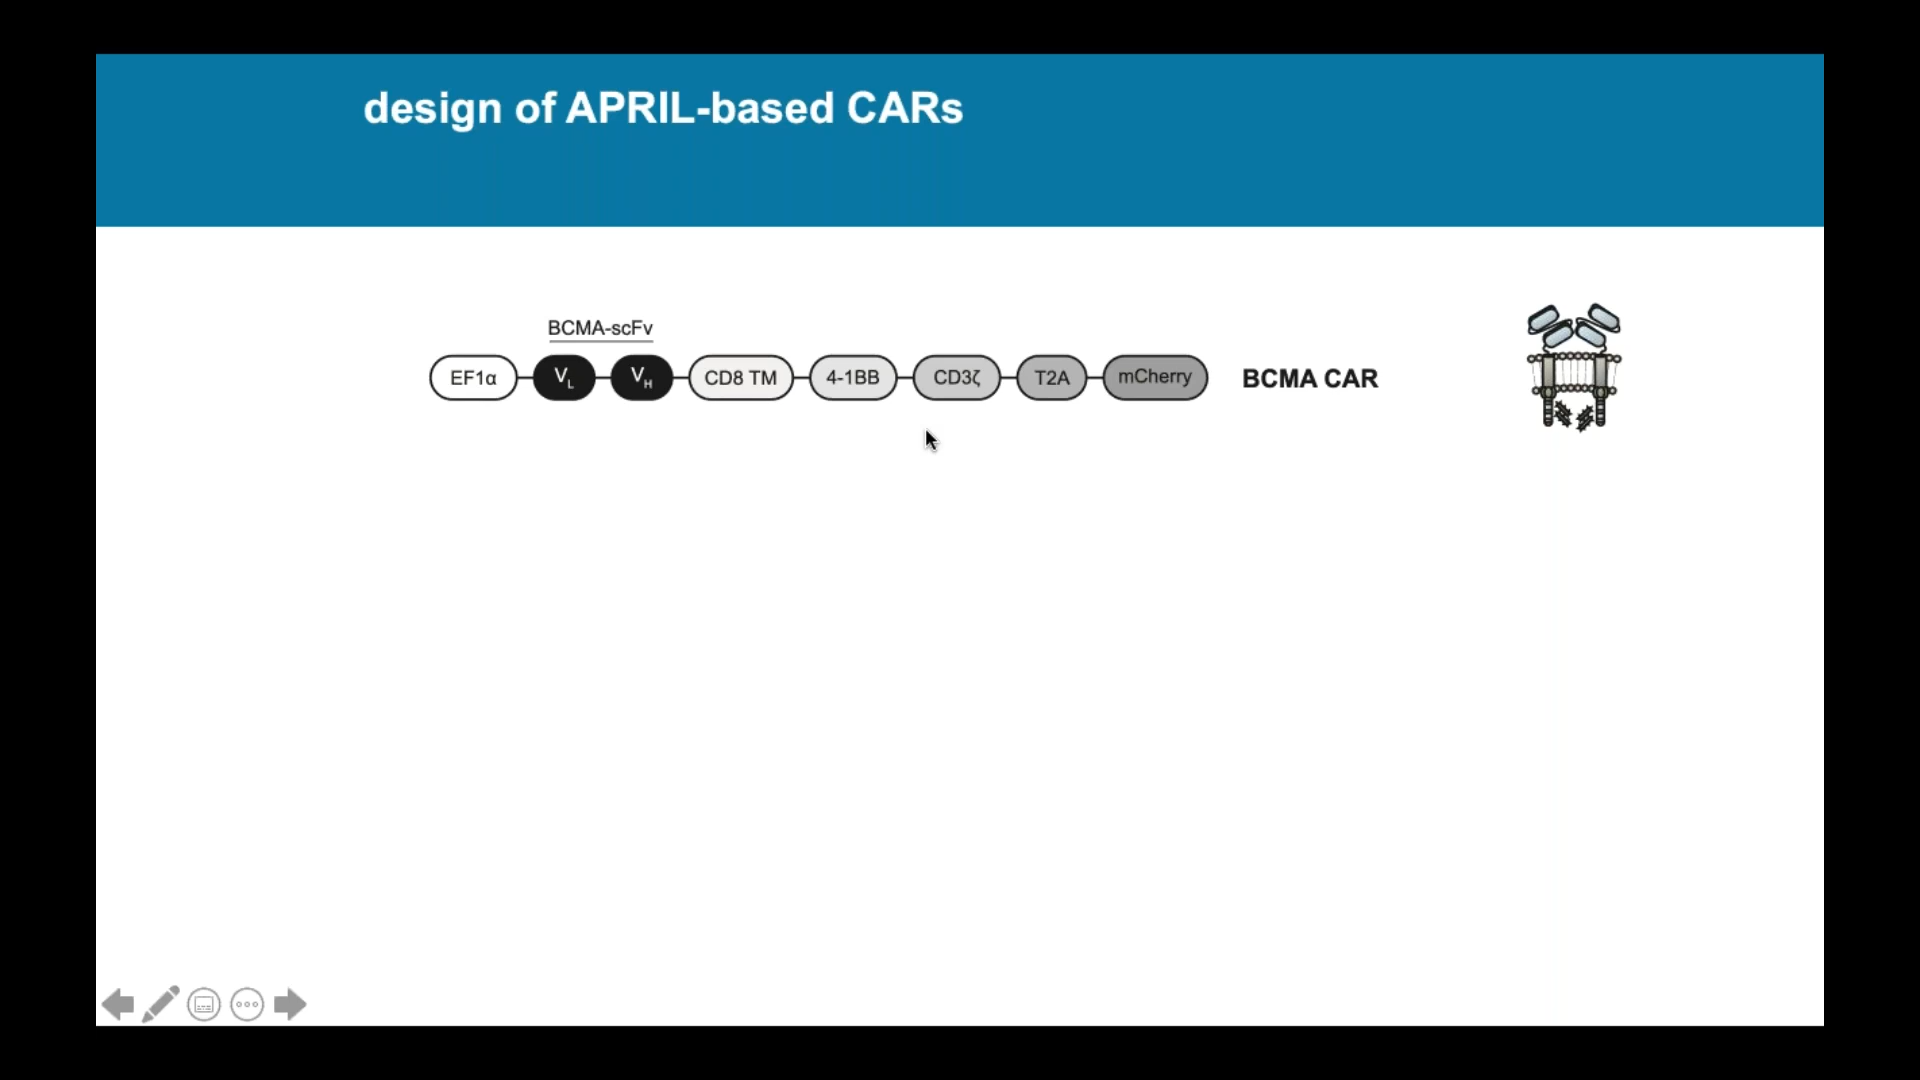 design of APRIL-based CARs
BCMA-scFv
EF1α VL VH CD8 TM 4-1BB CD3ζ T2A mCherry BCMA CAR